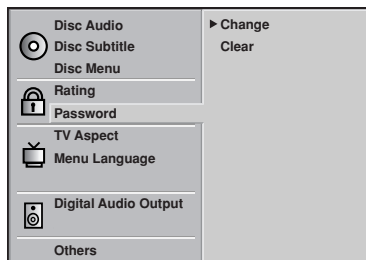 Disc Audio
Disc Subtitle
Disc Menu
Rating
Password
TV Aspect
Menu Language
Digital Audio Output
Others
Change
Clear